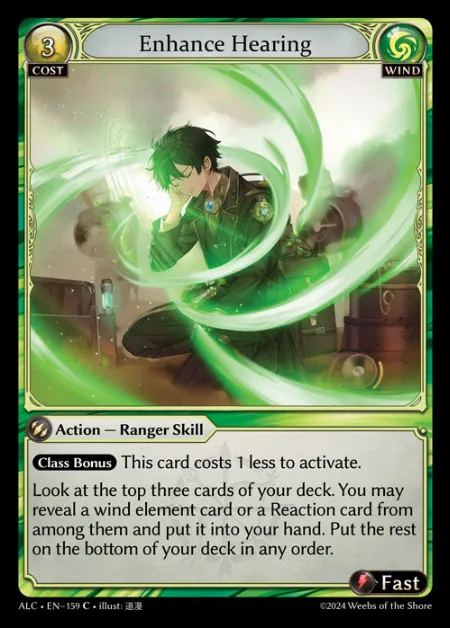 3
Enhance Hearing
COST
WIND
Action — Ranger Skill
Class Bonus This card costs 1 less to activate.
Look at the top three cards of your deck. You may
reveal a wind element card or a Reaction card from
among them and put it into your hand. Put the rest
on the bottom of your deck in any order.
Fast
ALC • EN–159 C • illust: 道漫
©2024 Weebs of the Shore